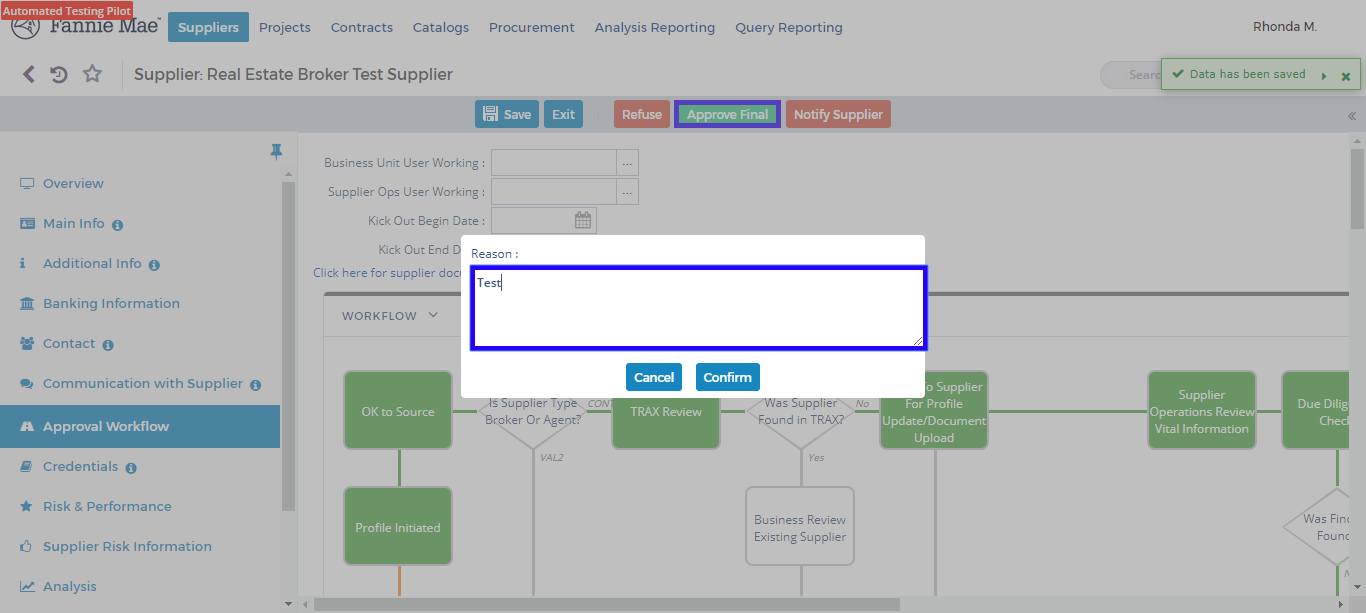 Automated Testing Pilot
Fannie Mae
Suppliers
Projects
Contracts
Catalogs
Procurement
Analysis Reporting
Query Reporting
Rhonda M.
Supplier: Real Estate Broker Test Supplier
Data has been saved
Save
Exit
Refuse
Approve Final
Notify Supplier
Overview
Main Info
Additional Info
Banking Information
Contact
Communication with Supplier
Approval Workflow
Credentials
Risk & Performance
Supplier Risk Information
Analysis
Business Unit User Working :
...
Supplier Ops User Working :
...
Kick Out Begin Date :
Kick Out End D
Click here for supplier docu
Reason :
Test
Cancel
Confirm
WORKFLOW
OK to Source
Is Supplier Type
Broker Or Agent?
CONT
VAL2
TRAX Review
Was Supplier
Found in TRAX?
No
Yes
To Supplier
For Profile
Update/Document
Upload
Supplier
Operations Review
Vital Information
Due Dilig
Check
Profile Initiated
Business Review
Existing Supplier
Was Find
Found